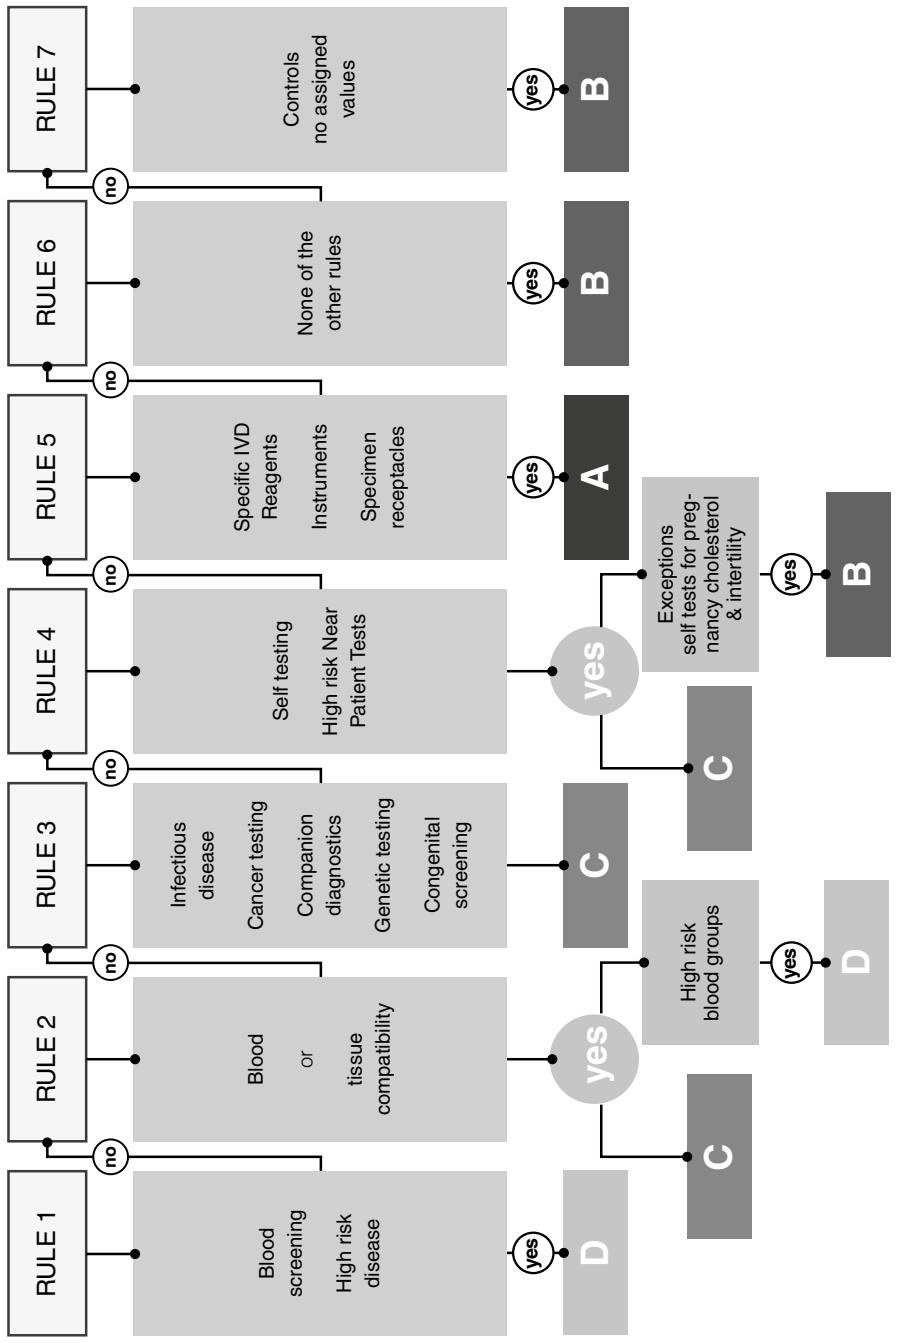 RULE 1
Blood
screening
High risk
disease
yes
D
no
RULE 2
Blood
or
tissue
compatibility
yes
C
High risk
blood groups
yes
D
no
RULE 3
Infectious
disease
Cancer testing
Companion
diagnostics
Genetic testing
Congenital
screening
C
no
RULE 4
Self testing
High risk Near
Patient Tests
yes
C
Exceptions
self tests for preg-
nancy cholesterol
& intertility
yes
B
no
RULE 5
Specific IVD
Reagents
Instruments
Specimen
receptacles
yes
A
no
RULE 6
None of the
other rules
yes
B
no
RULE 7
Controls
no assigned
values
yes
B